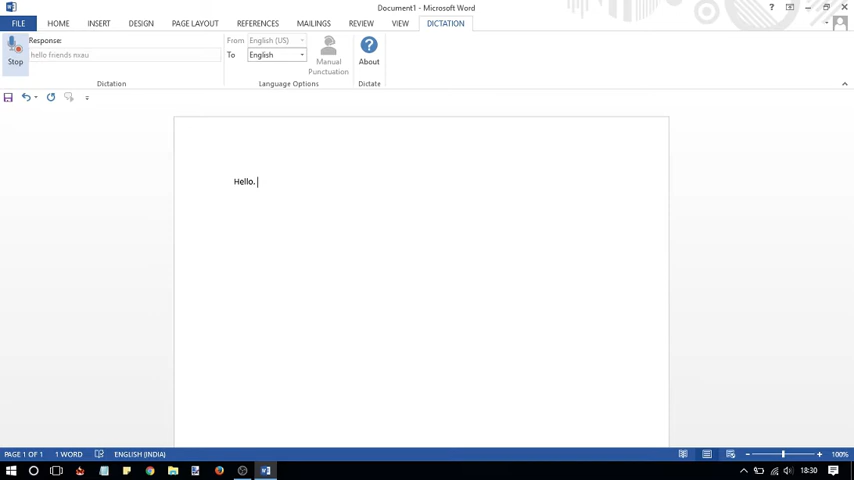 Document1 - Microsoft Word
FILE HOME INSERT DESIGN PAGE LAYOUT REFERENCES MAILINGS REVIEW VIEW DICTATION
Response:
hello friends nxau
Stop
From English (US)
To English
Manual
Punctuation
About
Dictation
Language Options
Dictate
Hello.
PAGE 1 OF 1 1 WORD ENGLISH (INDIA) 100%
18:30